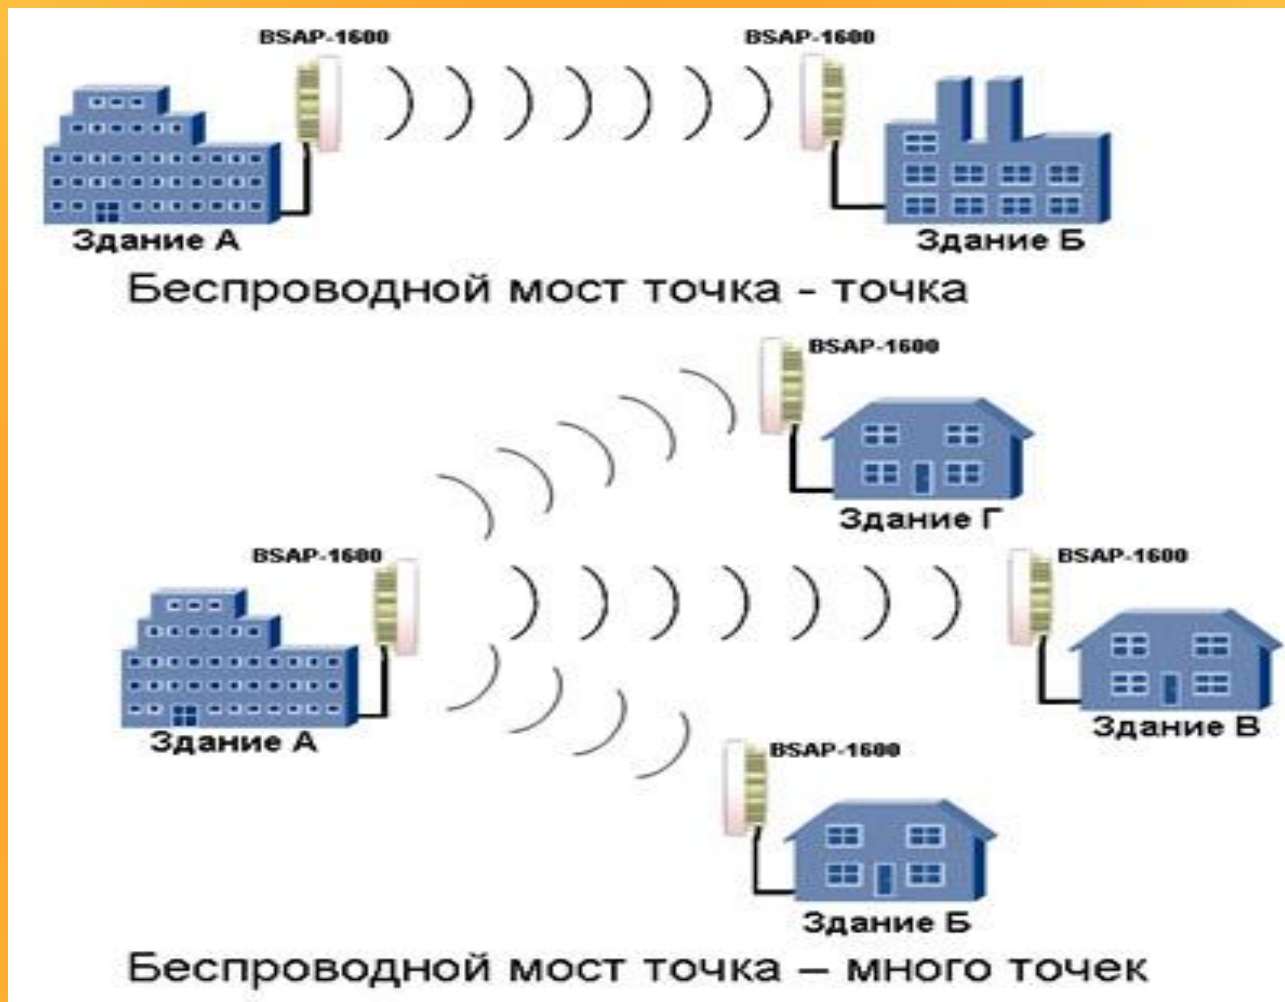 BSAP-1600
BSAP-1600
Здание А
Здание Б
Беспроводной мост точка - точка
BSAP-1600
Здание Г
BSAP-1600
BSAP-1600
Здание А
Здание В
BSAP-1600
Здание Б
Беспроводной мост точка – много точек